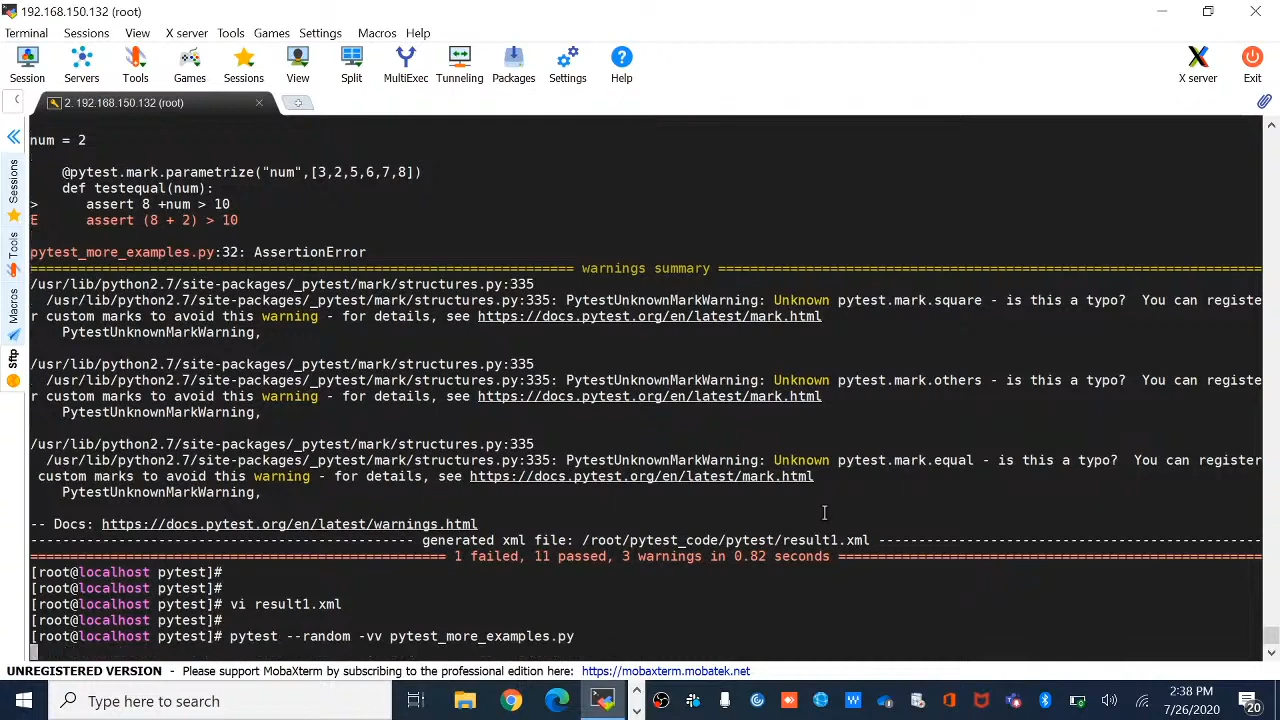 192.168.150.132 (root)
Terminal Sessions View X server Tools Games Settings Macros Help
Session Servers Tools Games Sessions View Split MultiExec Tunneling Packages Settings Help X server Exit
2. 192.168.150.132 (root)
Sessions
Tools
Macros
Sftp
num = 2
@pytest.mark.parametrize("num",[3,2,5,6,7,8])
def testequal(num):
> assert 8 +num > 10
E assert (8 + 2) > 10
pytest_more_examples.py:32: AssertionError
==================================================================== warnings summary ====================================================================
/usr/lib/python2.7/site-packages/_pytest/mark/structures.py:335
/usr/lib/python2.7/site-packages/_pytest/mark/structures.py:335: PytestUnknownMarkWarning: Unknown pytest.mark.square - is this a typo? You can registe
r custom marks to avoid this warning - for details, see https://docs.pytest.org/en/latest/mark.html
PytestUnknownMarkWarning,
/usr/lib/python2.7/site-packages/_pytest/mark/structures.py:335
/usr/lib/python2.7/site-packages/_pytest/mark/structures.py:335: PytestUnknownMarkWarning: Unknown pytest.mark.others - is this a typo? You can registe
r custom marks to avoid this warning - for details, see https://docs.pytest.org/en/latest/mark.html
PytestUnknownMarkWarning,
/usr/lib/python2.7/site-packages/_pytest/mark/structures.py:335
/usr/lib/python2.7/site-packages/_pytest/mark/structures.py:335: PytestUnknownMarkWarning: Unknown pytest.mark.equal - is this a typo? You can register
custom marks to avoid this warning - for details, see https://docs.pytest.org/en/latest/mark.html
PytestUnknownMarkWarning,
-- Docs: https://docs.pytest.org/en/latest/warnings.html
------------------------------------------------ generated xml file: /root/pytest_code/pytest/result1.xml ------------------------------------------------
==================================================== 1 failed, 11 passed, 3 warnings in 0.82 seconds =====================================================
[root@localhost pytest]#
[root@localhost pytest]#
[root@localhost pytest]# vi result1.xml
[root@localhost pytest]#
[root@localhost pytest]# pytest --random -vv pytest_more_examples.py
UNREGISTERED VERSION - Please support MobaXterm by subscribing to the professional edition here: https://mobaxterm.mobatek.net
Type here to search
2:38 PM
7/26/2020
20